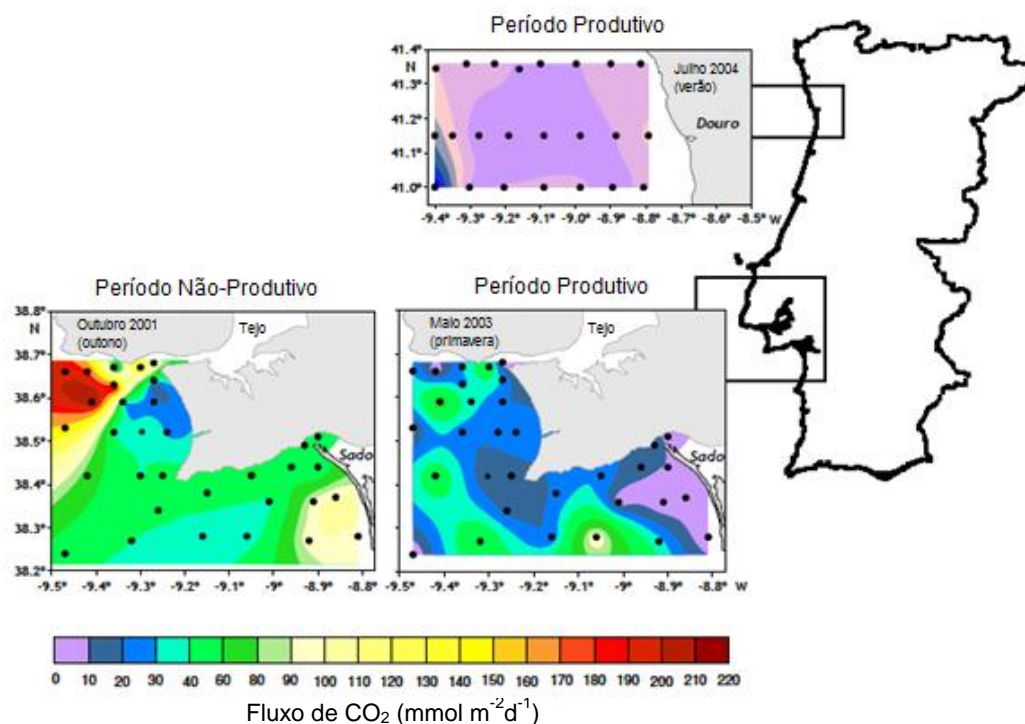 Período Produtivo
41.4°
N
41.3°
41.2°
41.1°
41.0°
Julho 2004
(verão)
Douro
-9.4° -9.3° -9.2° -9.1° -9.0° -8.9° -8.8° -8.7° -8.6° -8.5° W
Período Não-Produtivo
38.8°
N
38.7°
38.6°
38.5°
38.4°
38.3°
38.2°
Outubro 2001
(outono)
Tejo
Sado
-9.5° -9.4° -9.3° -9.2° -9.1° -9° -8.9° -8.8° -8.7°
Período Produtivo
Maio 2003
(primavera)
Tejo
Sado
-9.5° -9.4° -9.3° -9.2° -9.1° -9° -8.9° -8.8° -8.7° W
0 10 20 30 40 60 80 90 100 120 130 140 150 160 170 180 190 200 210 220
Fluxo de CO₂ (mmol m⁻²d⁻¹)